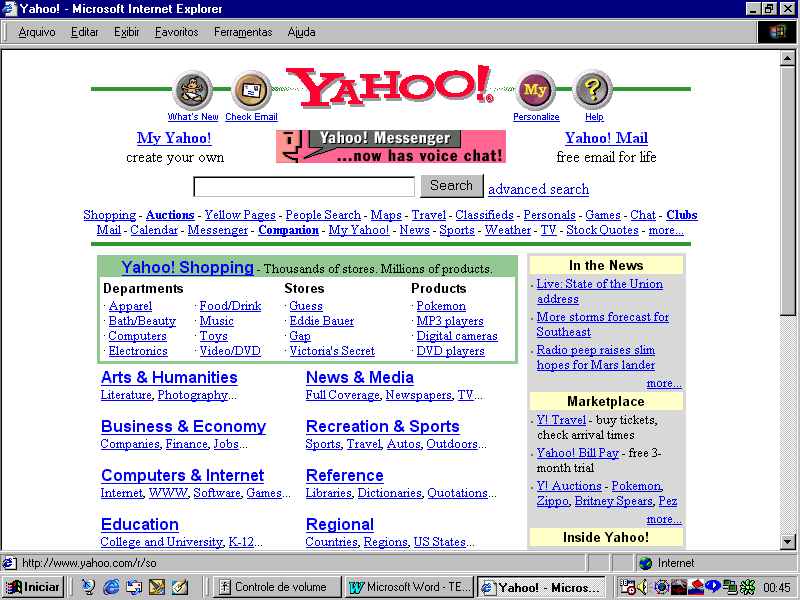 Yahoo! - Microsoft Internet Explorer
Arquivo Editar Exibir Favoritos Ferramentas Ajuda
YAHOO!
My ?
What's New Check Email Personalize Help
My Yahoo! Yahoo! Messenger Yahoo! Mail
create your own ...now has voice chat! free email for life
Search advanced search
Shopping - Auctions - Yellow Pages - People Search - Maps - Travel - Classifieds - Personals - Games - Chat - Clubs
Mail - Calendar - Messenger - Companion - My Yahoo! - News - Sports - Weather - TV - Stock Quotes - more...
Yahoo! Shopping - Thousands of stores. Millions of products.
Departments Stores Products
· Apparel · Food/Drink · Guess · Pokemon
· Bath/Beauty · Music · Eddie Bauer · MP3 players
· Computers · Toys · Gap · Digital cameras
· Electronics · Video/DVD · Victoria's Secret · DVD players
Arts & Humanities
Literature, Photography...
News & Media
Full Coverage, Newspapers, TV...
Business & Economy
Companies, Finance, Jobs...
Recreation & Sports
Sports, Travel, Autos, Outdoors...
Computers & Internet
Internet, WWW, Software, Games...
Reference
Libraries, Dictionaries, Quotations...
Education
College and University, K-12...
Regional
Countries, Regions, US States...
In the News
· Live: State of the Union
address
· More storms forecast for
Southeast
· Radio peep raises slim
hopes for Mars lander
more...
Marketplace
· Y! Travel - buy tickets,
check arrival times
· Yahoo! Bill Pay - free 3-
month trial
· Y! Auctions - Pokemon,
Zippo, Britney Spears, Pez
more...
Inside Yahoo!
http://www.yahoo.com/r/so Internet
Iniciar Controle de volume Microsoft Word - TE... Yahoo! - Micros... 00:45